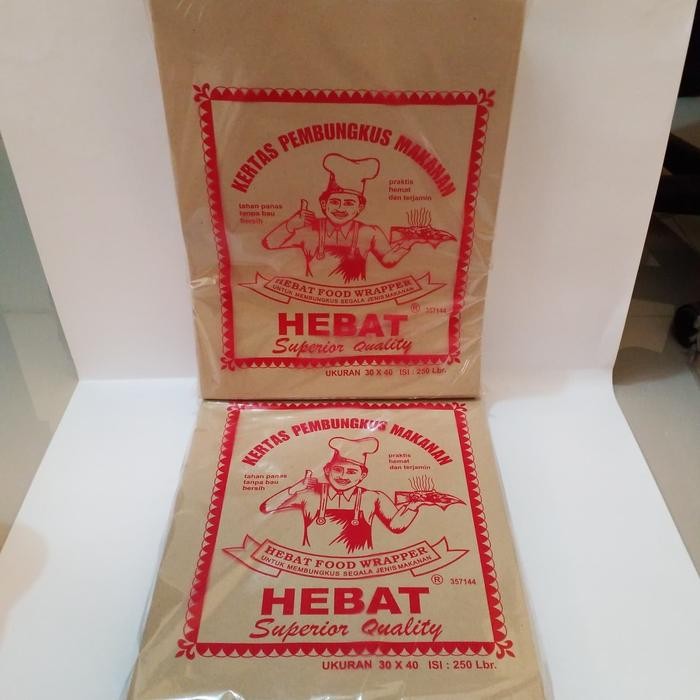 KERTAS PEMBUNGKUS MAKANAN
tahan panas
tanpa bau
bersih
praktis
hemat
dan terjamin
HEBAT FOOD WRAPPER
UNTUK MEMBUNGKUS SEGALA JENIS MAKANAN
HEBAT ® 357144
Superior Quality
UKURAN 30 X 40 ISI : 250 Lbr.
KERTAS PEMBUNGKUS MAKANAN
tahan panas
tanpa bau
bersih
praktis
hemat
dan terjamin
HEBAT FOOD WRAPPER
UNTUK MEMBUNGKUS SEGALA JENIS MAKANAN
HEBAT ® 357144
Superior Quality
UKURAN 30 X 40 ISI : 250 Lbr.